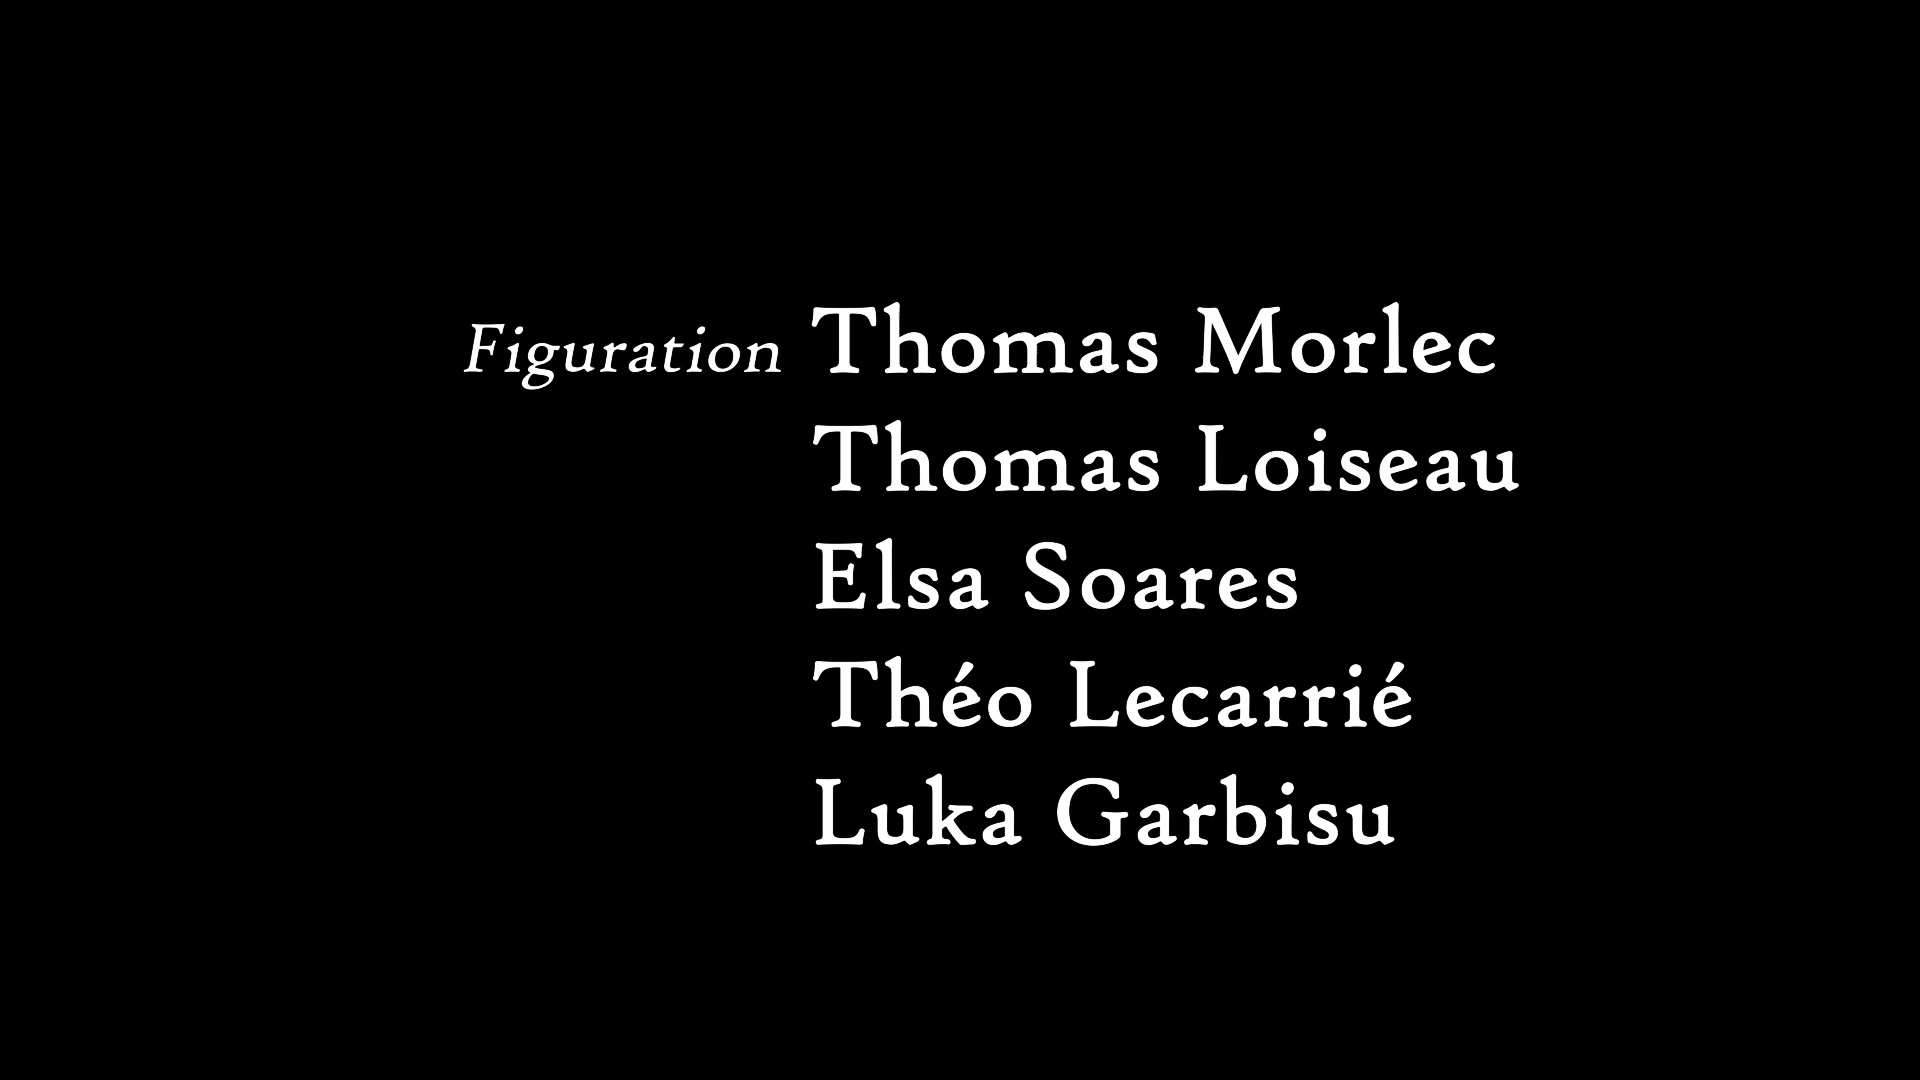 Figuration Thomas Morlec
Thomas Loiseau
Elsa Soares
Théo Lecarrié
Luka Garbisu